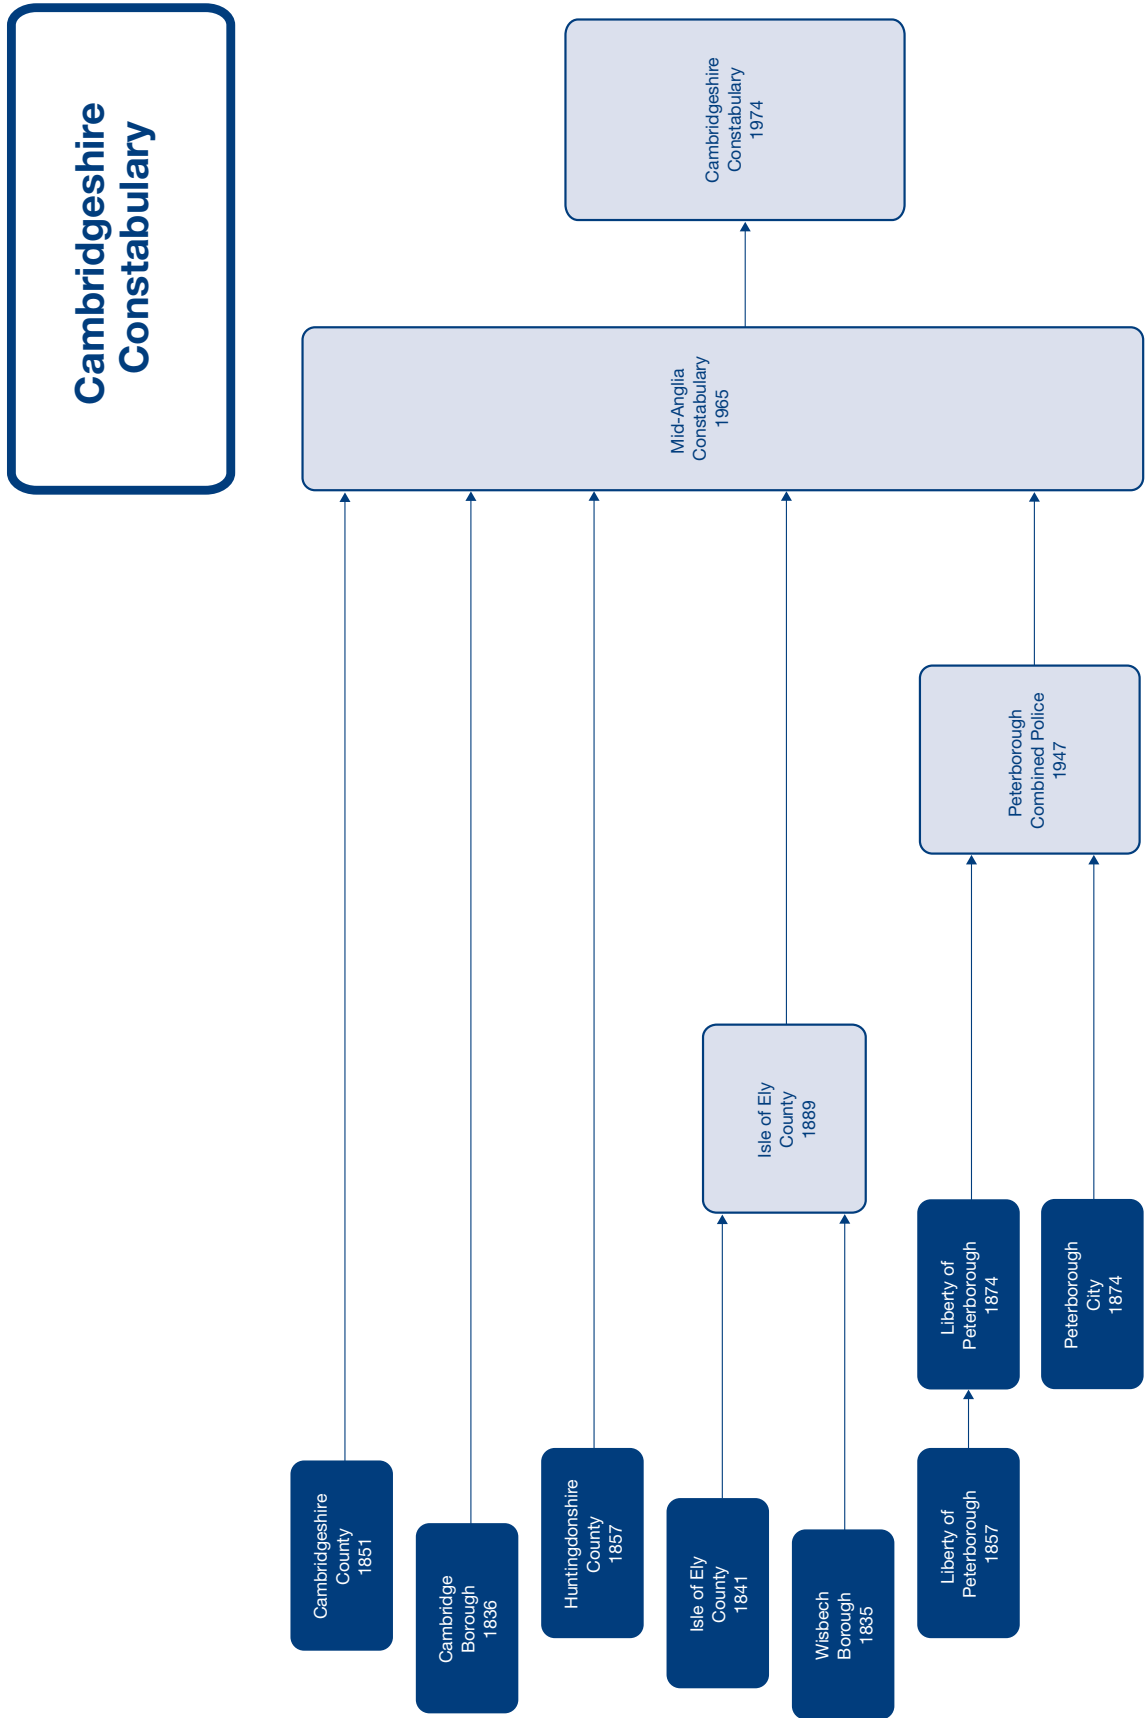 Cambridgeshire
Constabulary
Cambridgeshire
County
1851
Cambridge
Borough
1836
Huntingdonshire
County
1857
Isle of Ely
County
1841
Wisbech
Borough
1835
Liberty of
Peterborough
1857
Liberty of
Peterborough
1874
Peterborough
City
1874
Isle of Ely
County
1889
Peterborough
Combined Police
1947
Mid-Anglia
Constabulary
1965
Cambridgeshire
Constabulary
1974